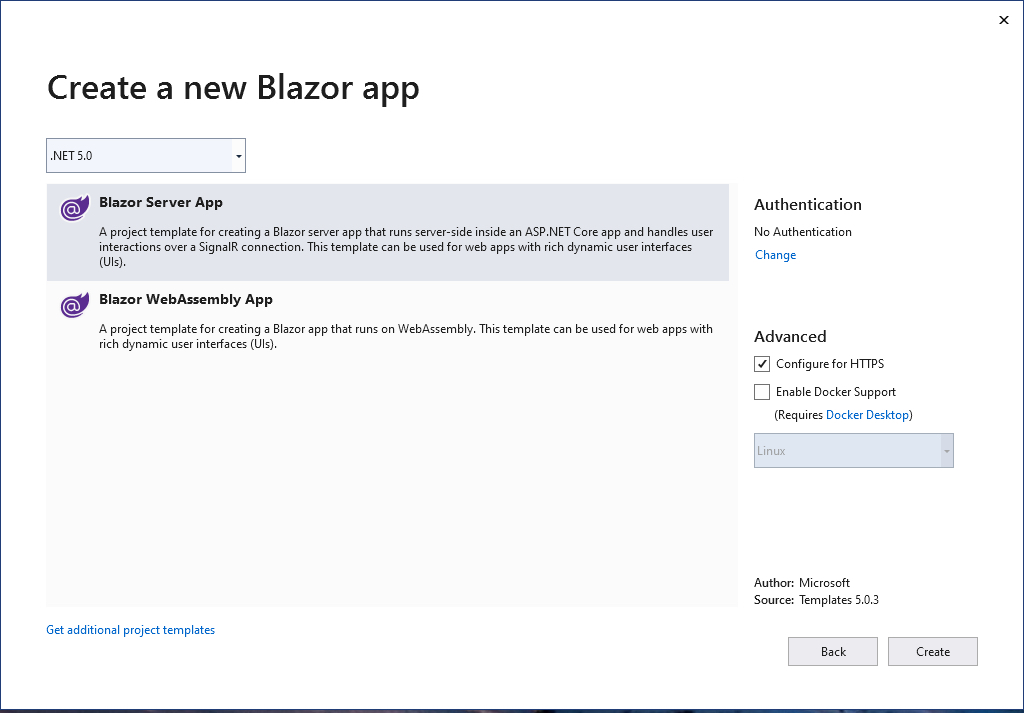 Create a new Blazor app
.NET 5.0
Blazor Server App
A project template for creating a Blazor server app that runs server-side inside an ASP.NET Core app and handles user
interactions over a SignalR connection. This template can be used for web apps with rich dynamic user interfaces
(UIs).
Blazor WebAssembly App
A project template for creating a Blazor app that runs on WebAssembly. This template can be used for web apps with
rich dynamic user interfaces (UIs).
Get additional project templates
Authentication
No Authentication
Change
Advanced
Configure for HTTPS
Enable Docker Support
(Requires Docker Desktop)
Linux
Author: Microsoft
Source: Templates 5.0.3
Back
Create